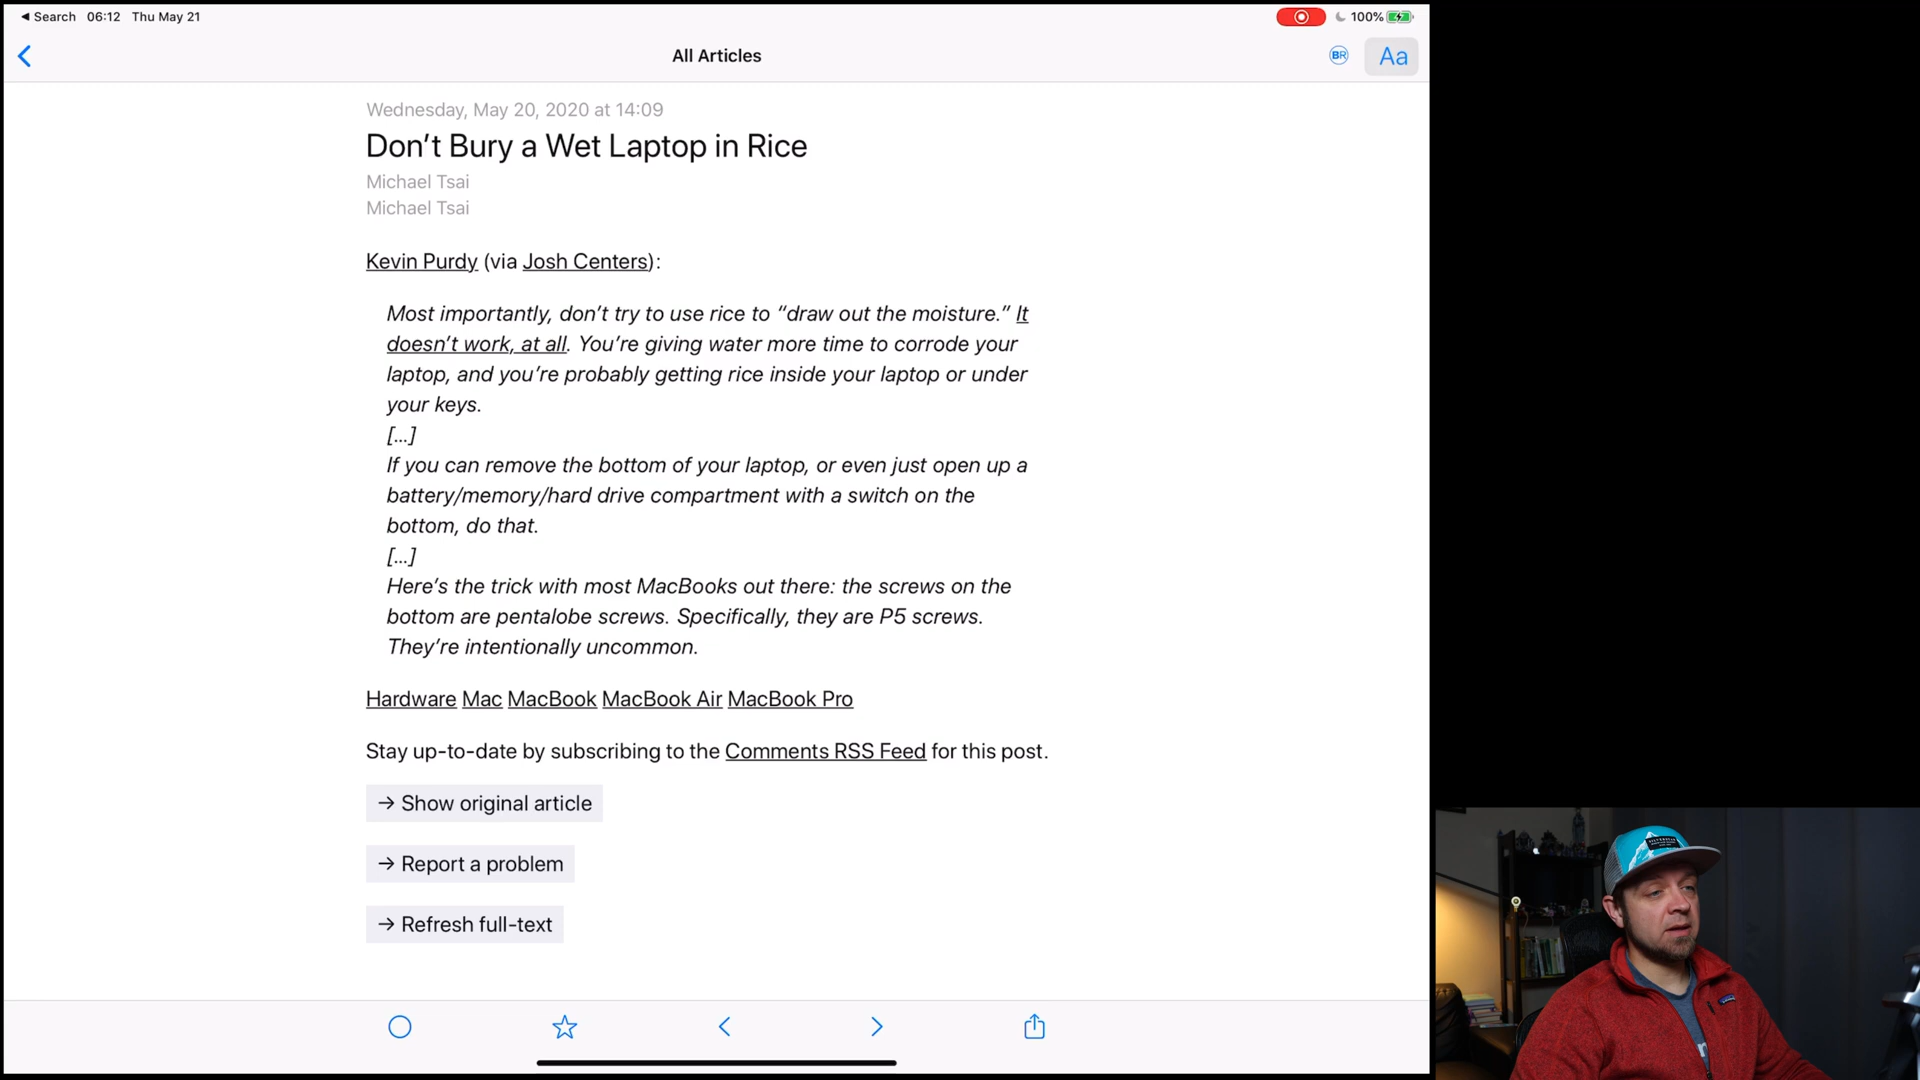 Search 06:12 Thu May 21
100%
All Articles
BR
Aa
Wednesday, May 20, 2020 at 14:09
Don’t Bury a Wet Laptop in Rice
Michael Tsai
Michael Tsai
Kevin Purdy (via Josh Centers):
Most importantly, don’t try to use rice to “draw out the moisture.” It
doesn’t work, at all. You’re giving water more time to corrode your
laptop, and you’re probably getting rice inside your laptop or under
your keys.
[…]
If you can remove the bottom of your laptop, or even just open up a
battery/memory/hard drive compartment with a switch on the
bottom, do that.
[…]
Here’s the trick with most MacBooks out there: the screws on the
bottom are pentalobe screws. Specifically, they are P5 screws.
They’re intentionally uncommon.
Hardware Mac MacBook MacBook Air MacBook Pro
Stay up-to-date by subscribing to the Comments RSS Feed for this post.
→ Show original article
→ Report a problem
→ Refresh full-text